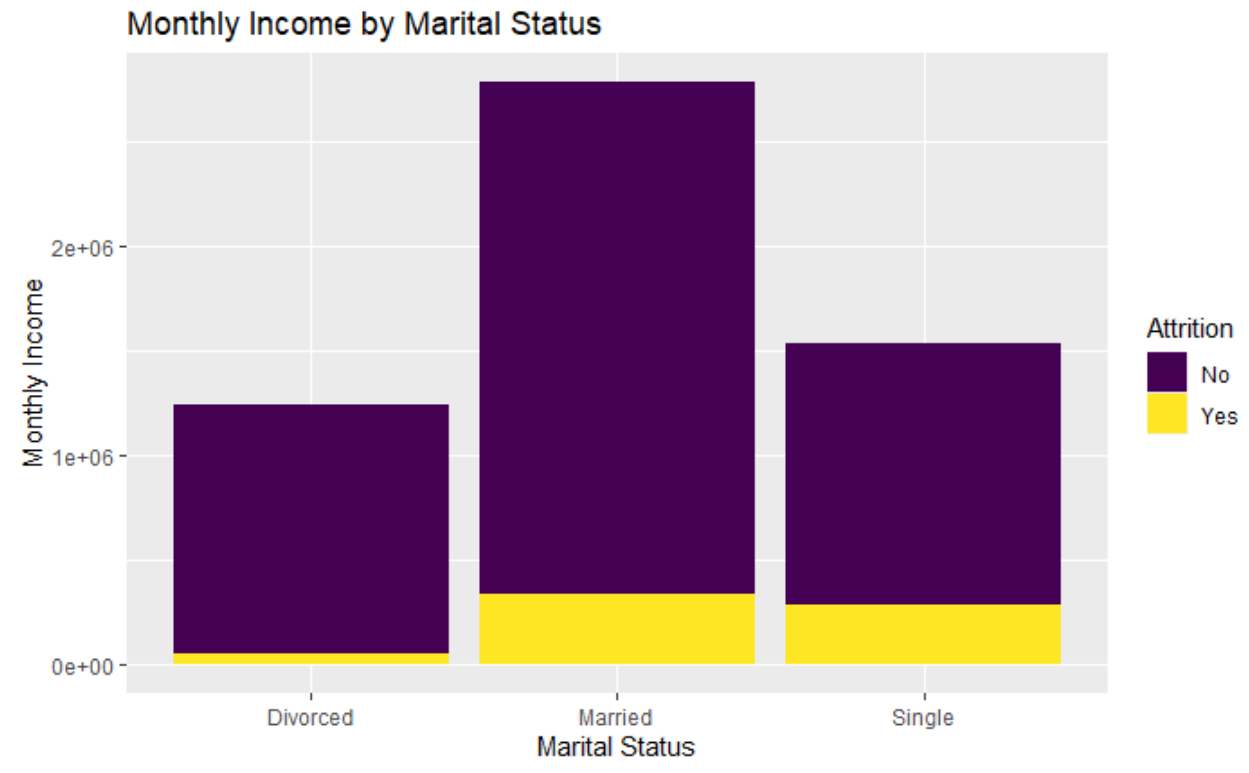 Monthly Income by Marital Status
Monthly Income
2e+06
1e+06
0e+00
Divorced
Married
Single
Marital Status
Attrition
No
Yes